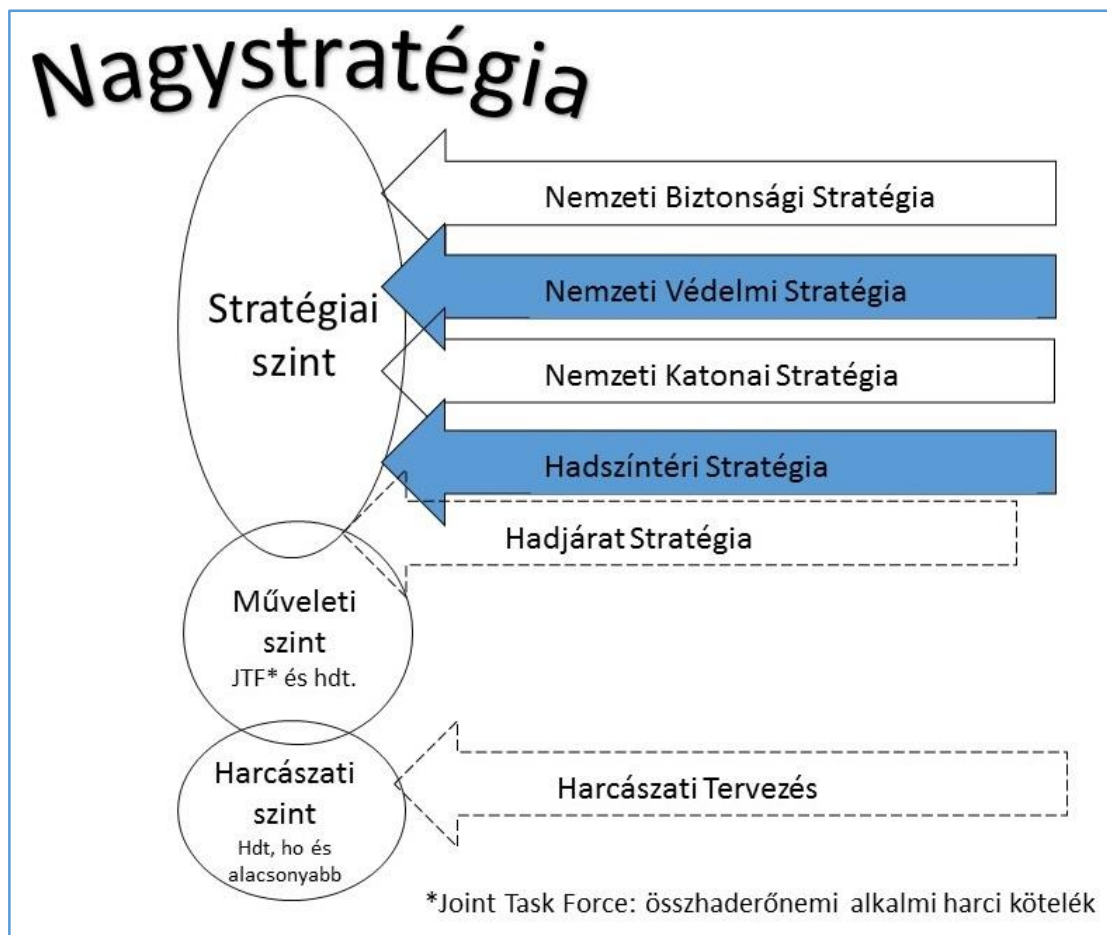 Nagystratégia
Nemzeti Biztonsági Stratégia
Nemzeti Védelmi Stratégia
Stratégiai
szint
Nemzeti Katonai Stratégia
Hadszíntéri Stratégia
Hadjárat Stratégia
Műveleti
szint
JTF* és hdt.
Harcászati
szint
Hdt, ho és
alacsonyabb
Harcászati Tervezés
*Joint Task Force: összhaderőnemi alkalmi harci kötelék